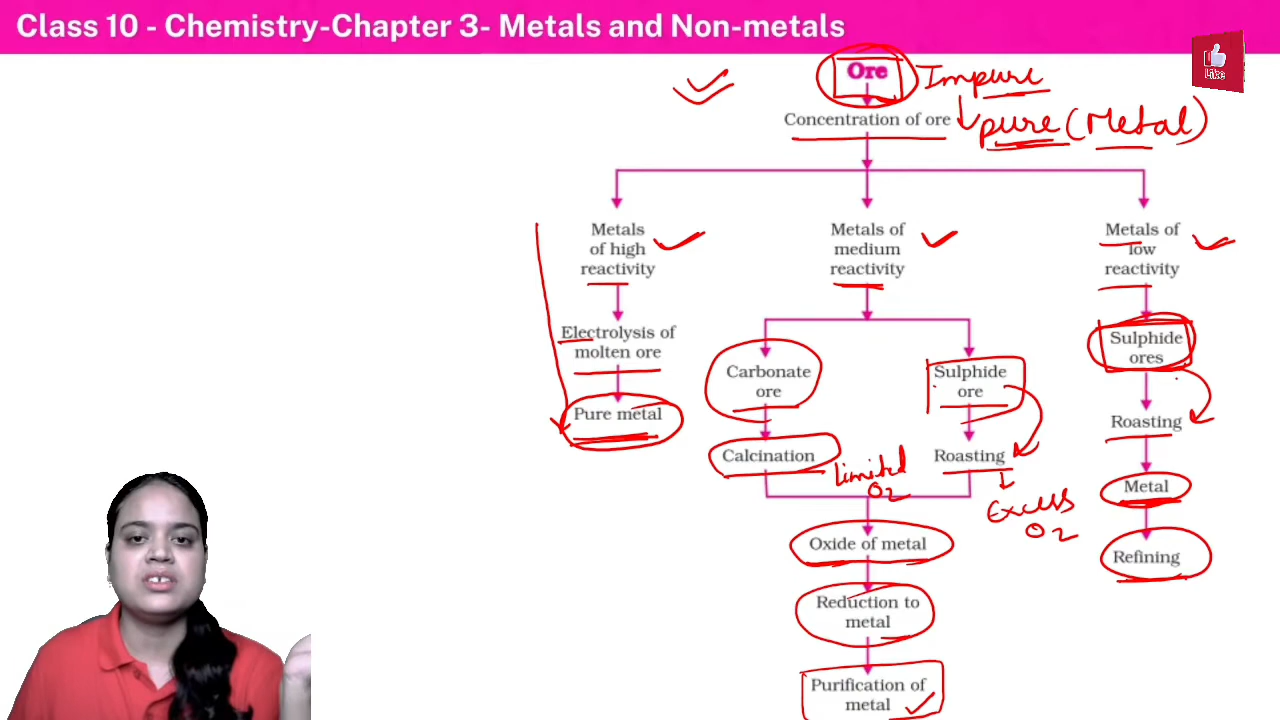 Class 10 - Chemistry-Chapter 3- Metals and Non-metals
Like
Ore
Impure
Concentration of ore
pure (Metal)
Metals
of high
reactivity
Metals of
medium
reactivity
Metals of
low
reactivity
Electrolysis of
molten ore
Pure metal
Carbonate
ore
Calcination
Limited
O2
Sulphide
ore
Roasting
Excess
O2
Sulphide
ores
Roasting
Metal
Refining
Oxide of metal
Reduction to
metal
Purification of
metal